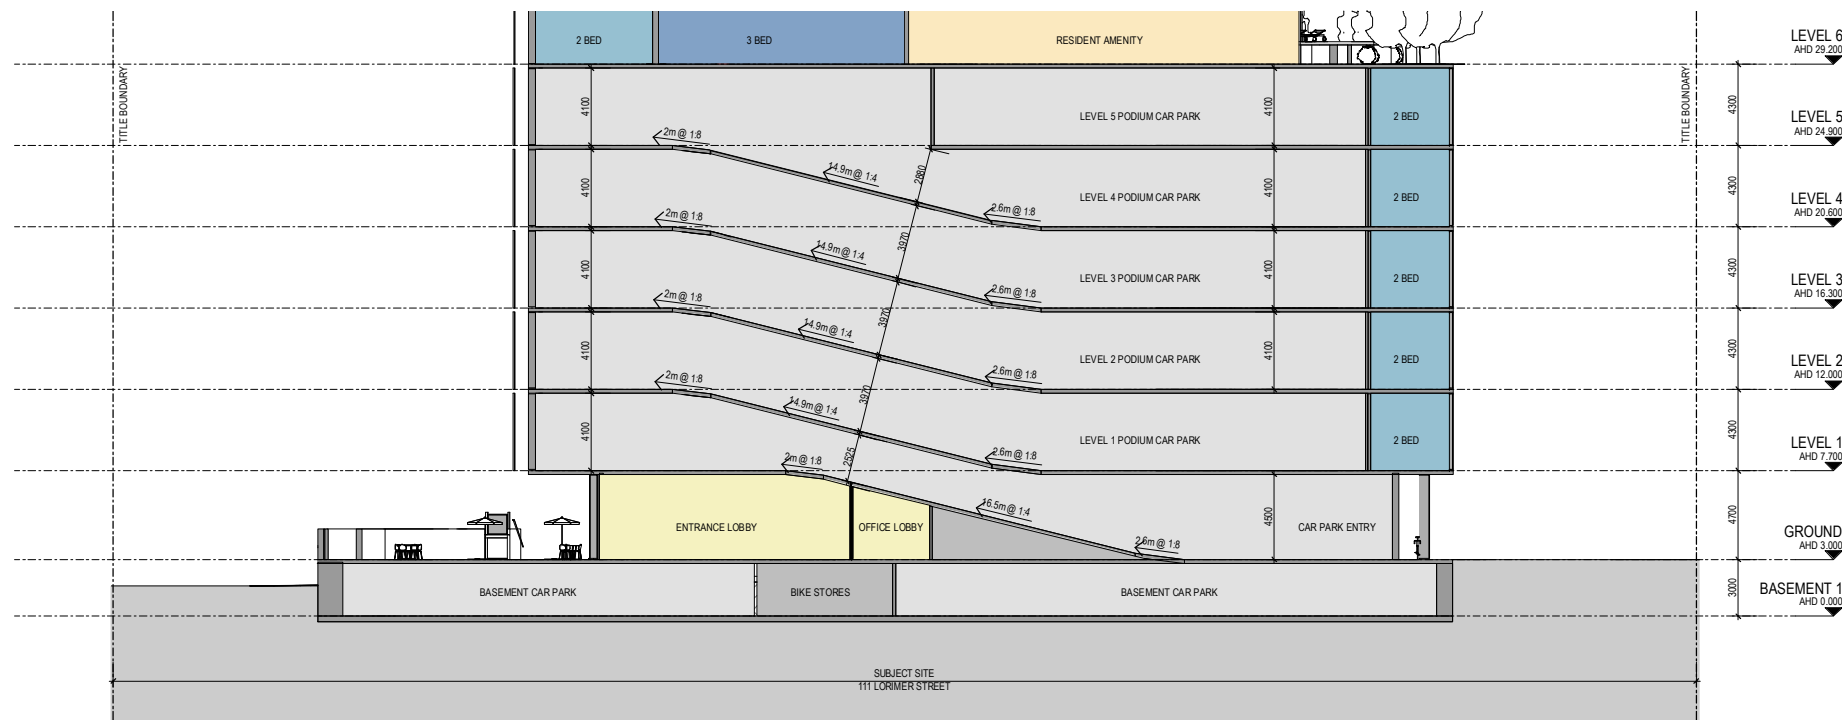 2 BED
3 BED
RESIDENT AMENITY
LEVEL 6
AHD 29.200
TITLE BOUNDARY
TITLE BOUNDARY
4100
4100
4300
LEVEL 5 PODIUM CAR PARK
2 BED
LEVEL 5
AHD 24.900
2m @ 1:8
14.9m @ 1:4
2880
4100
2.6m @ 1:8
LEVEL 4 PODIUM CAR PARK
4100
2 BED
4300
LEVEL 4
AHD 20.600
2m @ 1:8
14.9m @ 1:4
3970
4100
2.6m @ 1:8
LEVEL 3 PODIUM CAR PARK
4100
2 BED
4300
LEVEL 3
AHD 16.300
2m @ 1:8
14.9m @ 1:4
3970
4100
2.6m @ 1:8
LEVEL 2 PODIUM CAR PARK
4100
2 BED
4300
LEVEL 2
AHD 12.000
2m @ 1:8
14.9m @ 1:4
3970
4100
2.6m @ 1:8
LEVEL 1 PODIUM CAR PARK
2 BED
4300
LEVEL 1
AHD 7.700
2m @ 1:8
2525
16.5m @ 1:4
2.6m @ 1:8
ENTRANCE LOBBY
OFFICE LOBBY
4500
CAR PARK ENTRY
4700
GROUND
AHD 3.000
BASEMENT CAR PARK
BIKE STORES
BASEMENT CAR PARK
3000
BASEMENT 1
AHD 0.000
SUBJECT SITE
111 LORIMER STREET